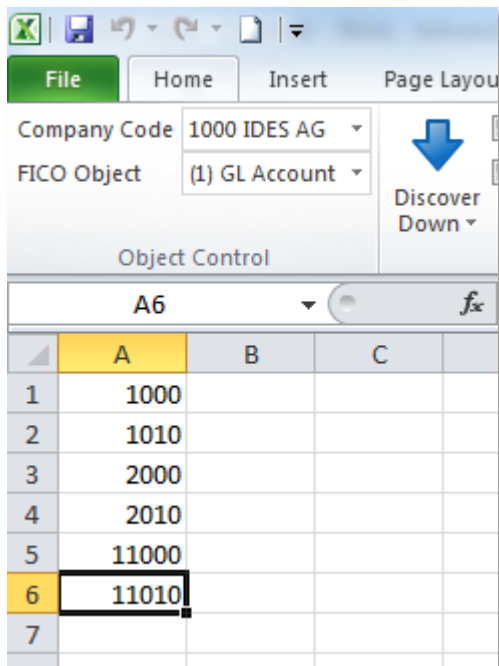 File Home Insert Page Layou
Company Code 1000 IDES AG
FICO Object (1) GL Account
Discover
Down
Object Control
A6 fx
A B C
1 1000
2 1010
3 2000
4 2010
5 11000
6 11010
7